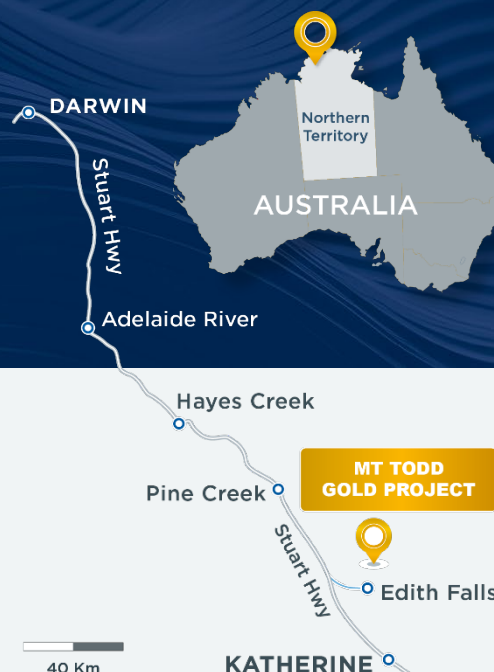 DARWIN
Northern
Territory
Stuart Hwy
AUSTRALIA
Adelaide River
Hayes Creek
MT TODD
GOLD PROJECT
Pine Creek
Stuart Hwy
Edith Falls
40 Km
KATHERINE